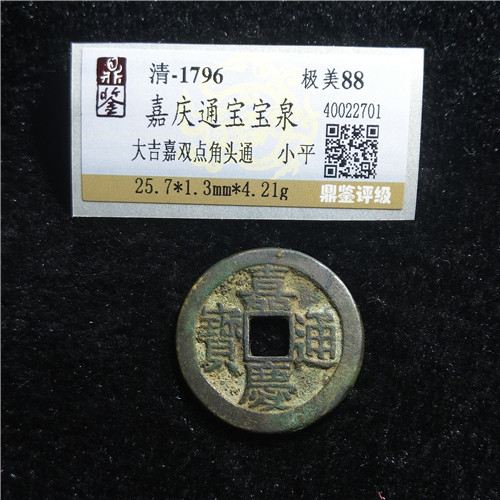 鼎鉴
清-1796 极美88
嘉庆通宝宝泉 40022701
大吉嘉双点角头通 小平
25.7*1.3mm*4.21g 鼎鉴评级
嘉慶通寶